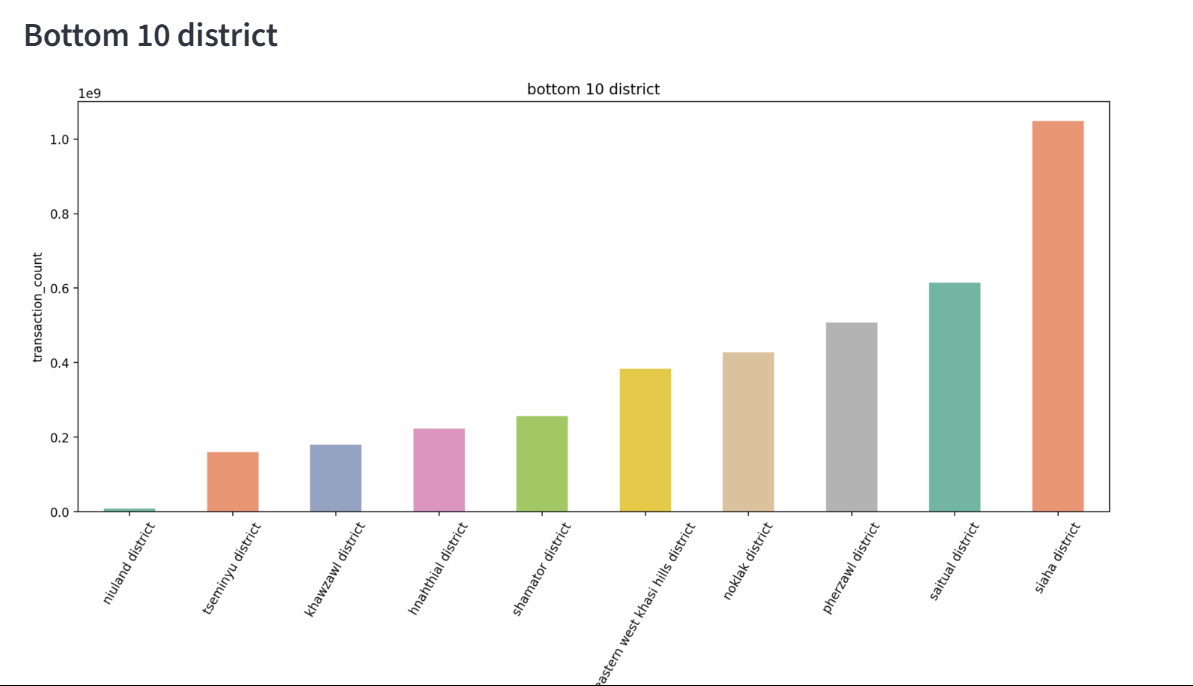 Bottom 10 district
bottom 10 district
1e9
1.0
0.8
0.6
0.4
0.2
0.0
transaction_count
niuland district
tseminyu district
khawzawl district
hnahthial district
shamator district
eastern west khasi hills district
noklak district
pherzawl district
saitual district
siaha district